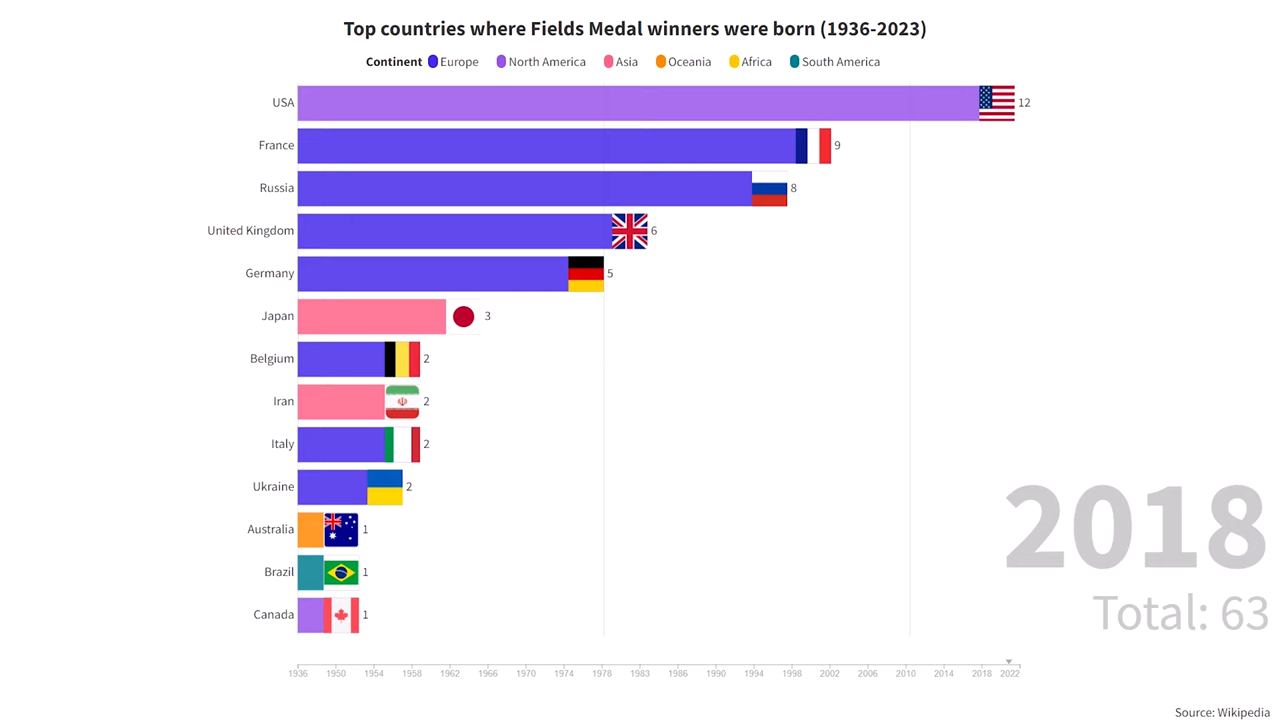 Top countries where Fields Medal winners were born (1936-2023)
Continent Europe North America Asia Oceania Africa South America
USA 12
France 9
Russia 8
United Kingdom 6
Germany 5
Japan 3
Belgium 2
Iran 2
Italy 2
Ukraine 2
Australia 1
Brazil 1
Canada 1
2018
Total: 63
1936 1950 1954 1958 1962 1966 1970 1974 1978 1983 1986 1990 1994 1998 2002 2006 2010 2014 2018 2022
Source: Wikipedia